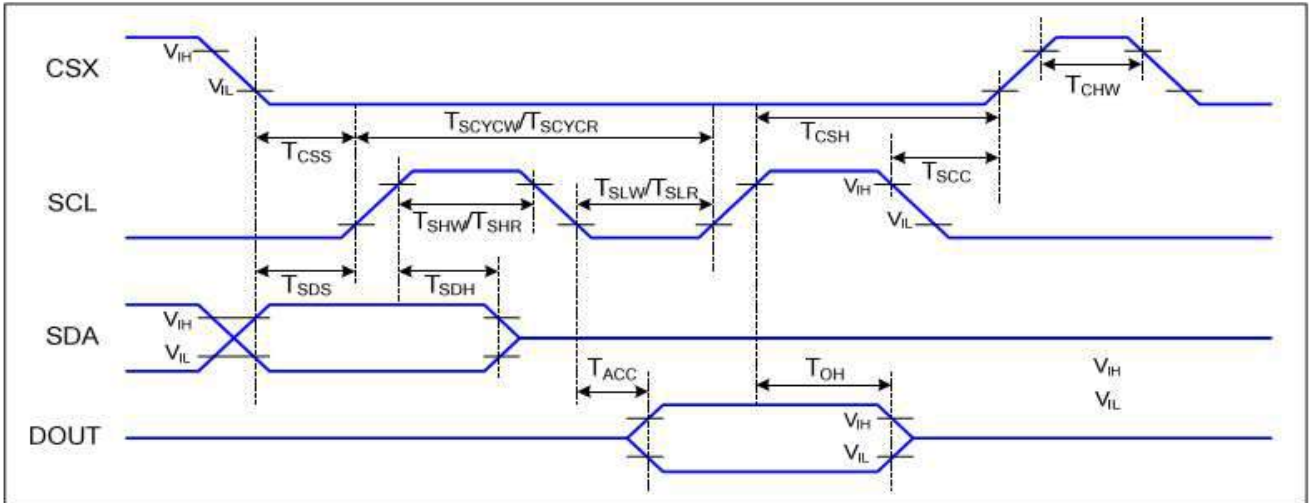 CSX
VIH
VIL
TCHW
TSCYCW/TSCYCR
TCSS
TCSH
TSCC
SCL
TSLW/TSLR
VIH
TSHW/TSHR
VIL
TSDS
TSDH
SDA
VIH
VIL
TACC
TOH
VIH
VIL
DOUT
VIH
VIL